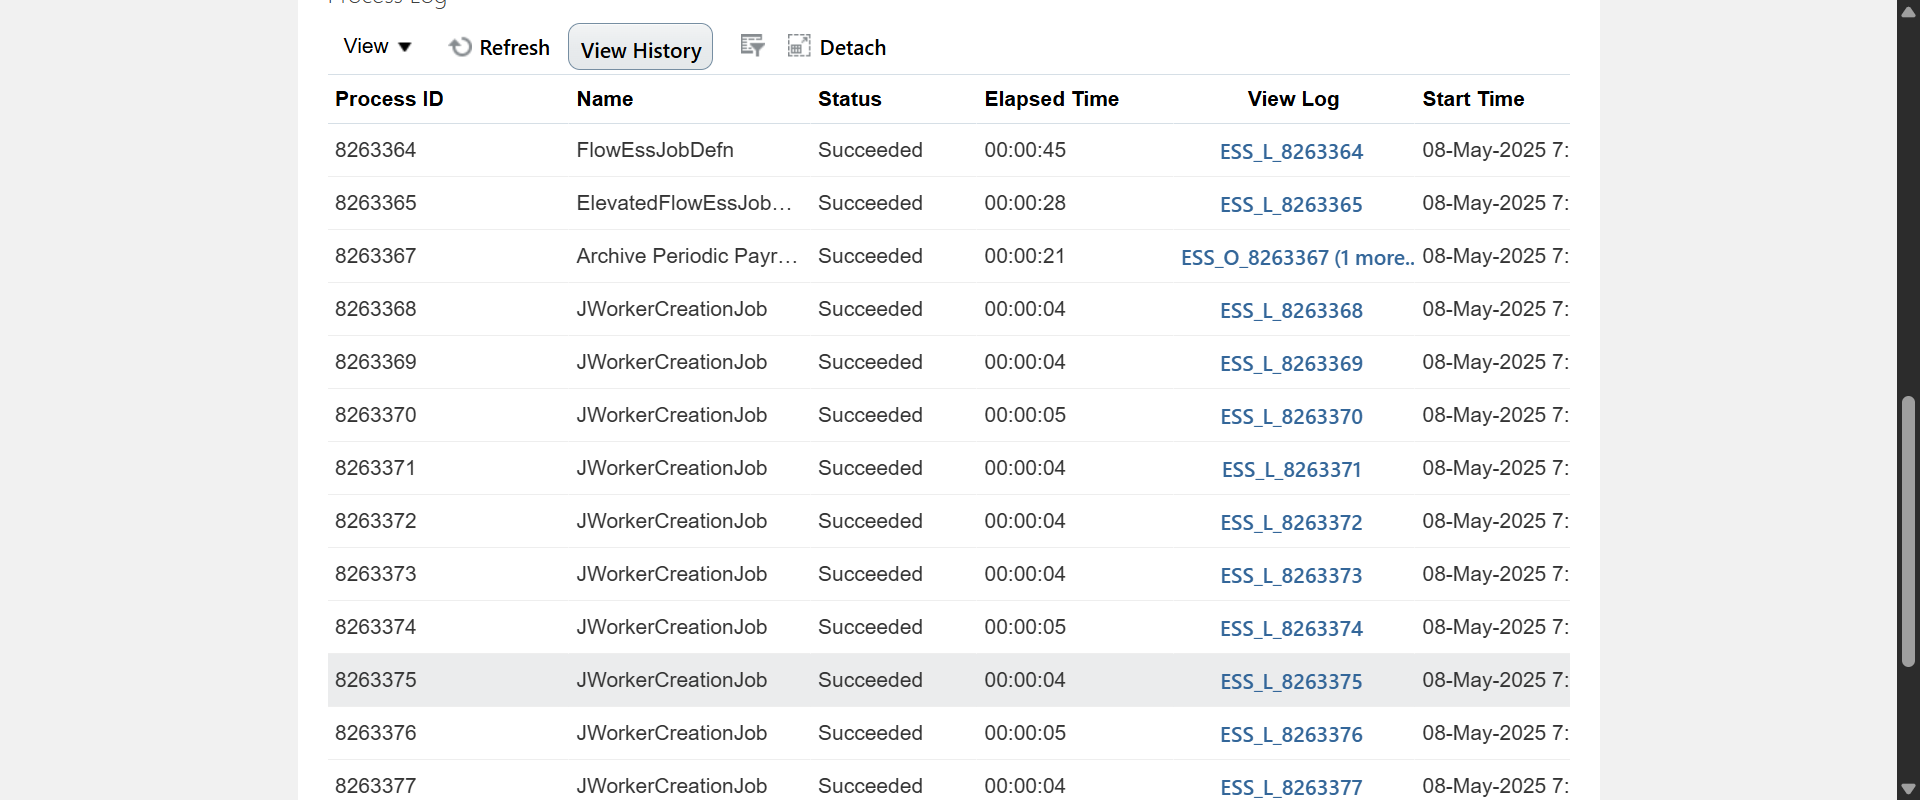 Process Log
View Refresh View History Detach
Process ID Name Status Elapsed Time View Log Start Time
8263364 FlowEssJobDefn Succeeded 00:00:45 ESS_L_8263364 08-May-2025 7:
8263365 ElevatedFlowEssJob... Succeeded 00:00:28 ESS_L_8263365 08-May-2025 7:
8263367 Archive Periodic Payr... Succeeded 00:00:21 ESS_O_8263367 (1 more.. 08-May-2025 7:
8263368 JWorkerCreationJob Succeeded 00:00:04 ESS_L_8263368 08-May-2025 7:
8263369 JWorkerCreationJob Succeeded 00:00:04 ESS_L_8263369 08-May-2025 7:
8263370 JWorkerCreationJob Succeeded 00:00:05 ESS_L_8263370 08-May-2025 7:
8263371 JWorkerCreationJob Succeeded 00:00:04 ESS_L_8263371 08-May-2025 7:
8263372 JWorkerCreationJob Succeeded 00:00:04 ESS_L_8263372 08-May-2025 7:
8263373 JWorkerCreationJob Succeeded 00:00:04 ESS_L_8263373 08-May-2025 7:
8263374 JWorkerCreationJob Succeeded 00:00:05 ESS_L_8263374 08-May-2025 7:
8263375 JWorkerCreationJob Succeeded 00:00:04 ESS_L_8263375 08-May-2025 7:
8263376 JWorkerCreationJob Succeeded 00:00:05 ESS_L_8263376 08-May-2025 7:
8263377 JWorkerCreationJob Succeeded 00:00:04 ESS_L_8263377 08-May-2025 7: